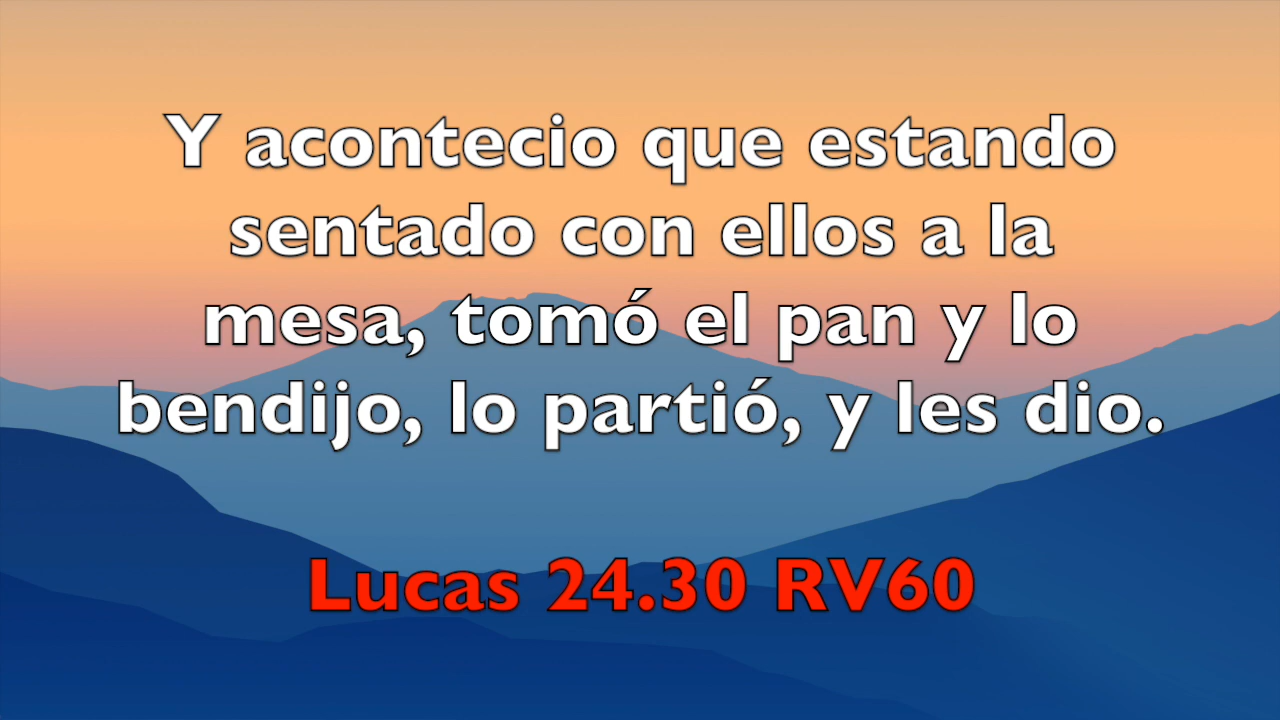 Y acontecio que estando
sentado con ellos a la
mesa, tomó el pan y lo
bendijo, lo partió, y les dio.
Lucas 24.30 RV60